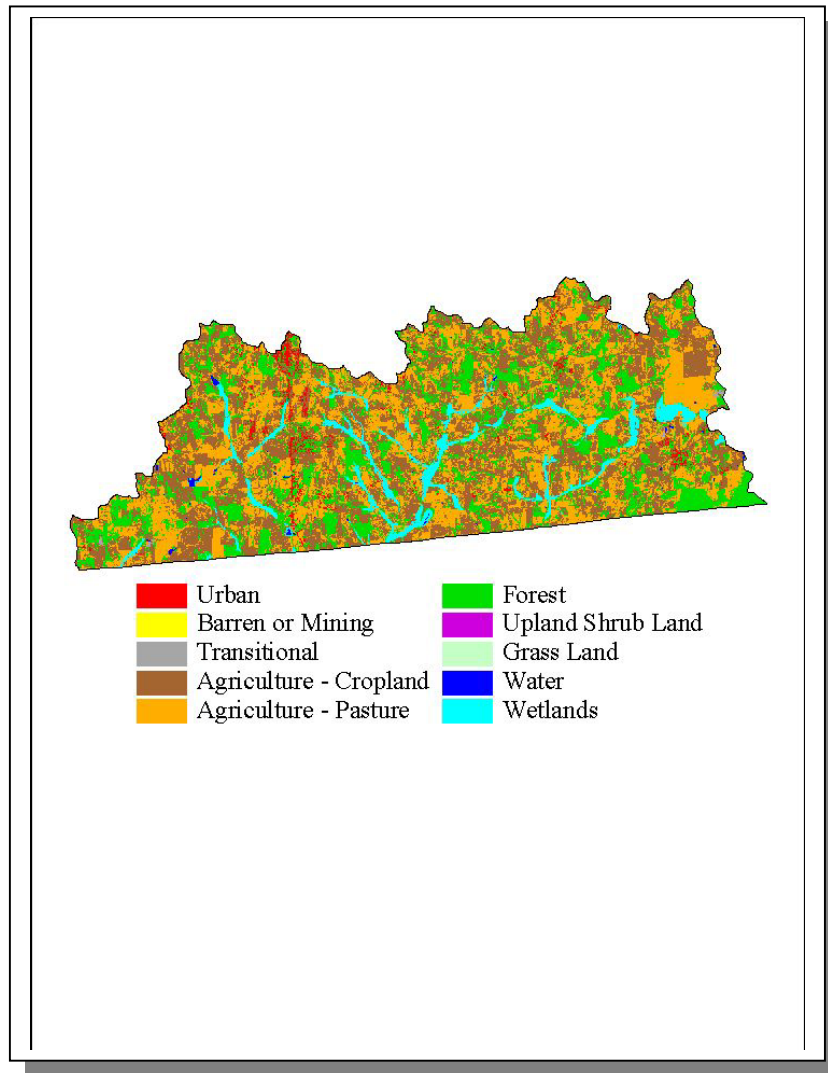 Urban
Barren or Mining
Transitional
Agriculture - Cropland
Agriculture - Pasture
Forest
Upland Shrub Land
Grass Land
Water
Wetlands